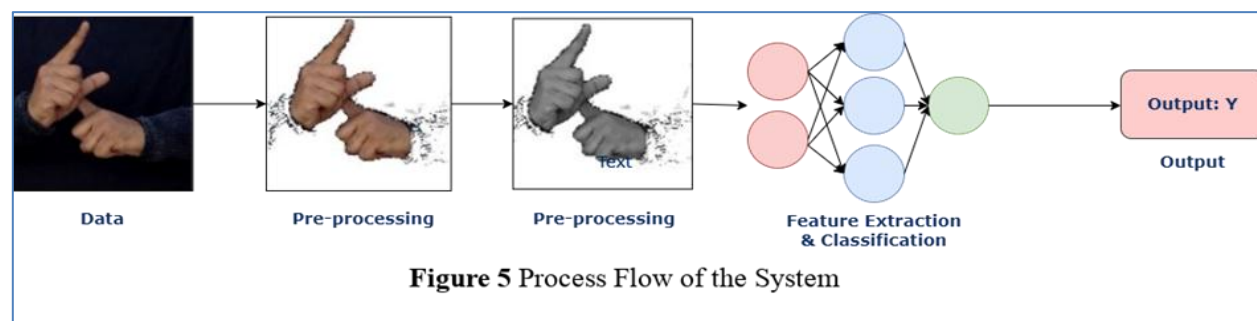 Text
Output: Y
Data
Pre-processing
Pre-processing
Feature Extraction
& Classification
Output
Figure 5 Process Flow of the System